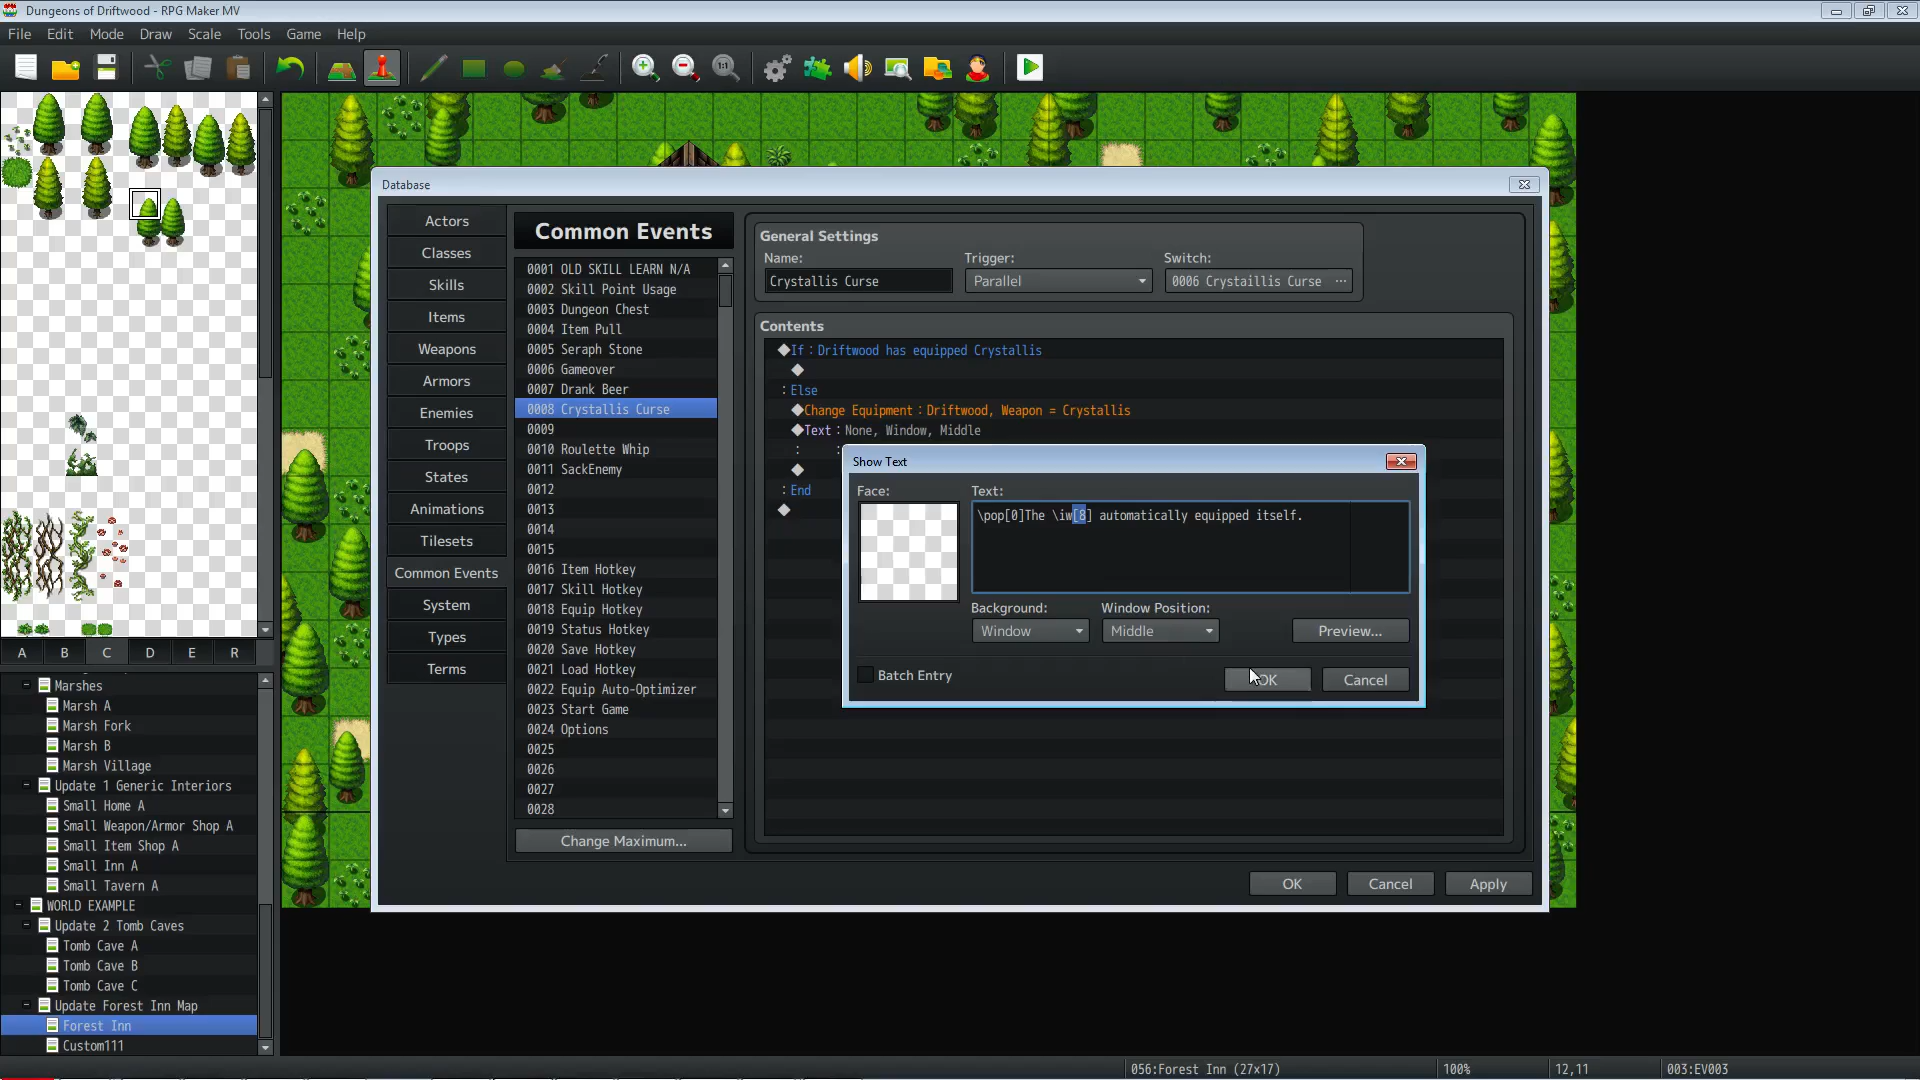 Dungeons of Driftwood - RPG Maker MV
File Edit Mode Draw Scale Tools Game Help
1:1
Database
Actors
Classes
Skills
Items
Weapons
Armors
Enemies
Troops
States
Animations
Tilesets
Common Events
System
Types
Terms
Common Events
0001 OLD SKILL LEARN N/A
0002 Skill Point Usage
0003 Dungeon Chest
0004 Item Pull
0005 Seraph Stone
0006 Gameover
0007 Drank Beer
0008 Crystallis Curse
0009
0010 Roulette Whip
0011 SackEnemy
0012
0013
0014
0015
0016 Item Hotkey
0017 Skill Hotkey
0018 Equip Hotkey
0019 Status Hotkey
0020 Save Hotkey
0021 Load Hotkey
0022 Equip Auto-Optimizer
0023 Start Game
0024 Options
0025
0026
0027
0028
Change Maximum...
General Settings
Name: Trigger: Switch:
Crystallis Curse Parallel 0006 Crystaillis Curse ...
Contents
◆If : Driftwood has equipped Crystallis
◆
: Else
◆Change Equipment : Driftwood, Weapon = Crystallis
◆Text : None, Window, Middle
: :
◆
: End
◆
Show Text
Face: Text:
\pop[0]The \iw[8] automatically equipped itself.
Background: Window Position:
Window Middle Preview...
Batch Entry OK Cancel
OK Cancel Apply
A B C D E R
Marshes
Marsh A
Marsh Fork
Marsh B
Marsh Village
Update 1 Generic Interiors
Small Home A
Small Weapon/Armor Shop A
Small Item Shop A
Small Inn A
Small Tavern A
WORLD EXAMPLE
Update 2 Tomb Caves
Tomb Cave A
Tomb Cave B
Tomb Cave C
Update Forest Inn Map
Forest Inn
Custom111
056:Forest Inn (27x17) 100% 12,11 003:EV003